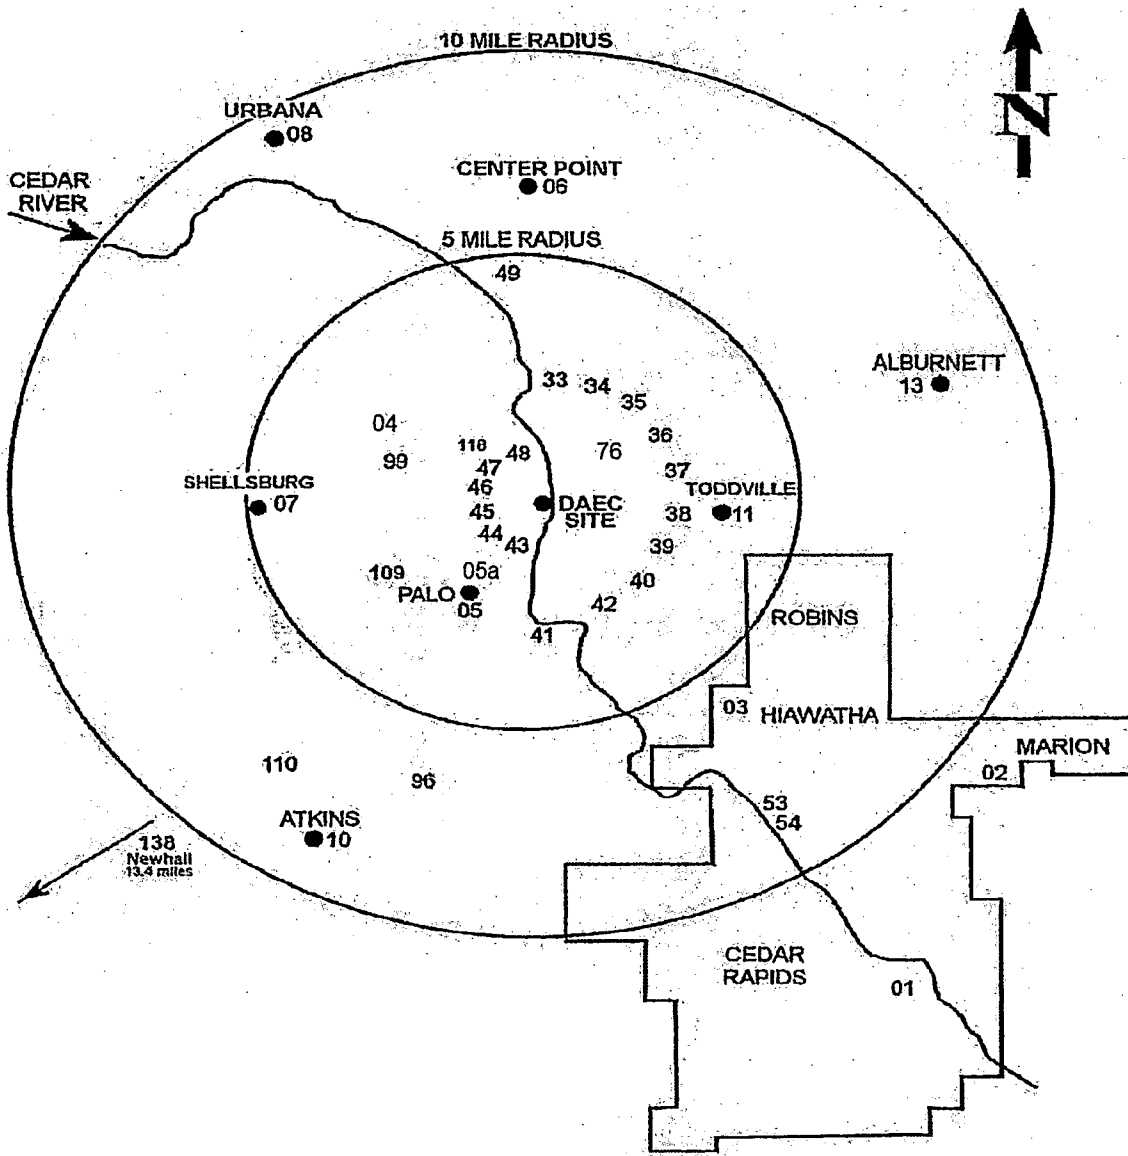 10 MILE RADIUS
N
URBANA
08
CENTER POINT
06
CEDAR
RIVER
5 MILE RADIUS
49
ALBURNETT
13
33
34
35
04
36
118
48
76
99
47
37
SHELLSBURG
07
46
TODDVILLE
11
DAEC
SITE
45
38
44
43
39
109
05a
40
PALO
05
42
ROBINS
41
03
HIAWATHA
MARION
110
96
02
53
54
ATKINS
10
138
Newhall
13.4 miles
CEDAR
RAPIDS
01